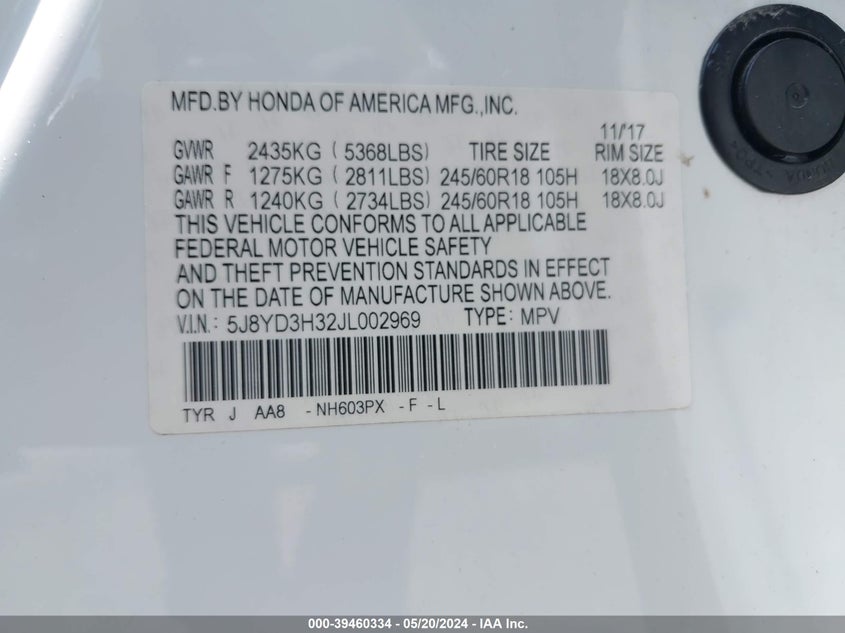 MFD.BY HONDA OF AMERICA MFG.,INC.
11/'17
GVWR 2435KG ( 5368LBS) TIRE SIZE RIM SIZE
GAWR F 1275KG ( 2811LBS) 245/60R18 105H 18X8.0J
GAWR R 1240KG ( 2734LBS) 245/60R18 105H 18X8.0J
THIS VEHICLE CONFORMS TO ALL APPLICABLE
FEDERAL MOTOR VEHICLE SAFETY
AND THEFT PREVENTION STANDARDS IN EFFECT
ON THE DATE OF MANUFACTURE SHOWN ABOVE.
V.I.N.: 5J8YD3H32JL002969 TYPE: MPV
TYR J AA8 -NH603PX -F -L
000-39460334 - 05/20/2024 - IAA Inc.